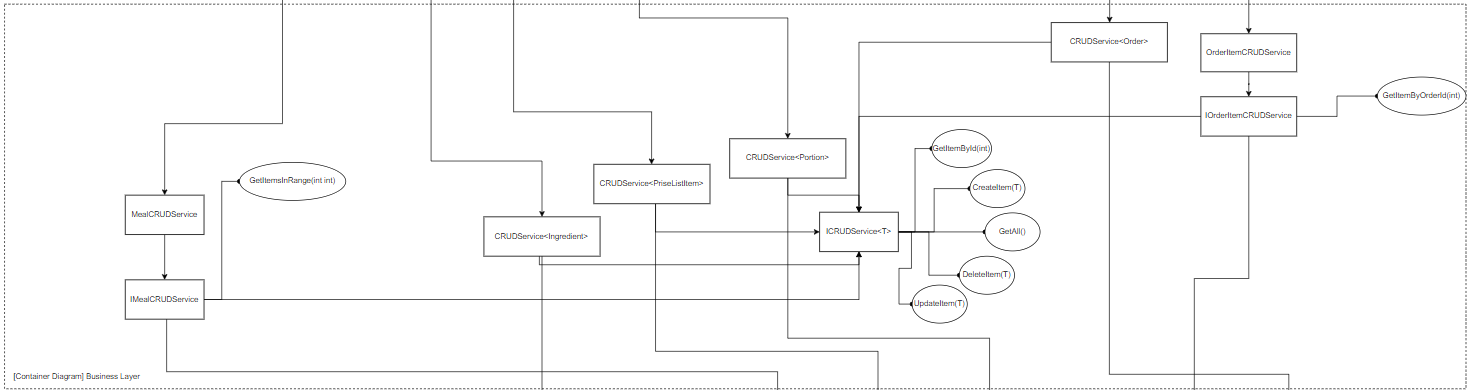 CRUDService<Order>
OrderItemCRUDService
GetItemByOrderId(int)
IOrderItemCRUDService
GetItemById(int)
CRUDService<Portion>
GetItemsInRange(int int)
CRUDService<PriseListItem>
CreateItem(T)
MealCRUDService
CRUDService<Ingredient>
ICRUDService<T>
GetAll()
DeleteItem(T)
IMealCRUDService
UpdateItem(T)
[Container Diagram] Business Layer